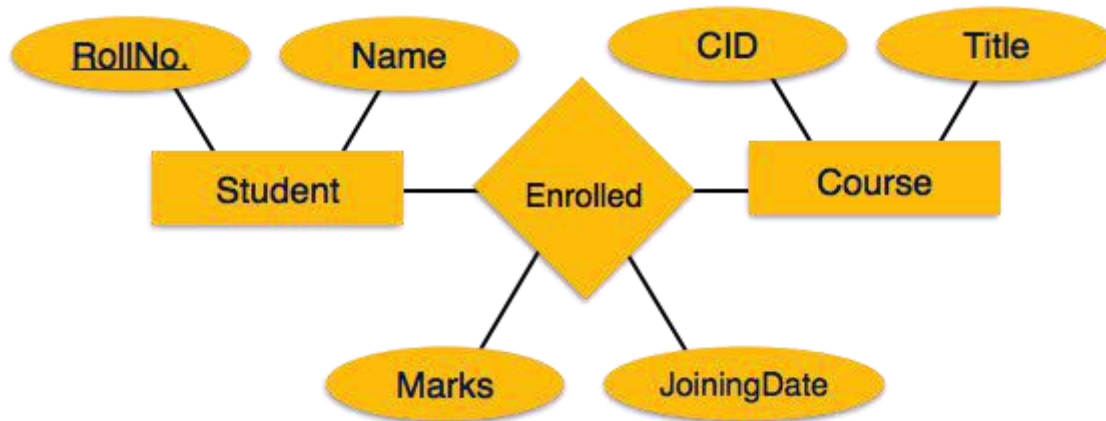 RollNo.
Name
CID
Title
Student
Enrolled
Course
Marks
JoiningDate